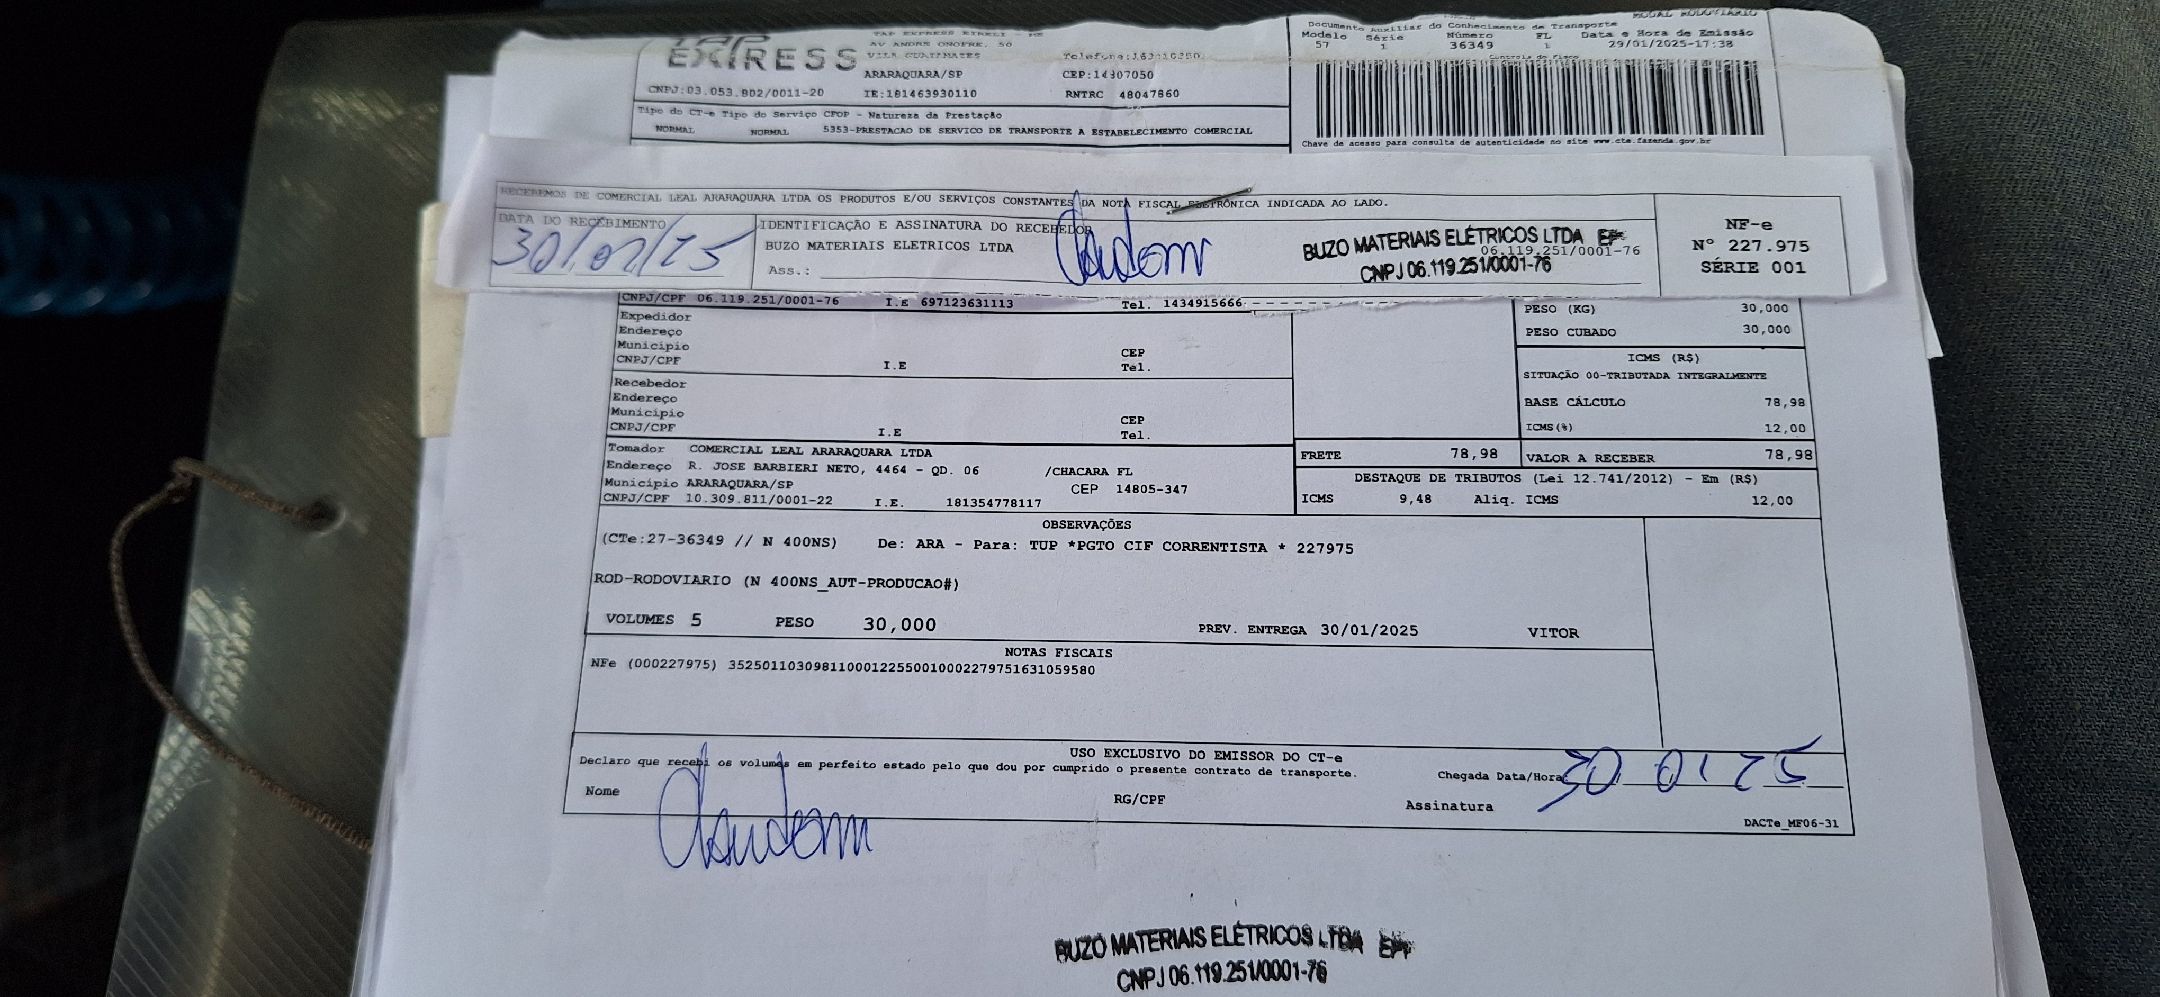 MODAL RODOVIÁRIO
TAP EXPRESS EIRELI - ME
Documento Auxiliar do Conhecimento de Transporte
EXPRESS
AV ANDRE ONOFRE, 50
Modelo Série Número FL Data e Hora de Emissão
57 1 36349 1 29/01/2025-17:38
ARARAQUARA/SP CEP:14807050
Controle do Fisco
CNPJ:03.053.802/0011-20 IE:181463930110 RNTRC 48047860
Tipo do CT-e Tipo do Serviço CFOP - Natureza da Prestação
NORMAL NORMAL 5353-PRESTACAO DE SERVICO DE TRANSPORTE A ESTABELECIMENTO COMERCIAL
Chave de acesso para consulta de autenticidade no site www.cte.fazenda.gov.br
RECEBEMOS DE COMERCIAL LEAL ARARAQUARA LTDA OS PRODUTOS E/OU SERVIÇOS CONSTANTES DA NOTA FISCAL ELETRÔNICA INDICADA AO LADO.
DATA DO RECEBIMENTO IDENTIFICAÇÃO E ASSINATURA DO RECEBEDOR
30/01/25
BUZO MATERIAIS ELETRICOS LTDA 06.119.251/0001-76
Ass.:
BUZO MATERIAIS ELÉTRICOS LTDA EPP
CNPJ 06.119.251/0001-76
NF-e
Nº 227.975
SÉRIE 001
CNPJ/CPF 06.119.251/0001-76 I.E 697123631113 Tel. 1434915666
PESO (KG) 30,000
PESO CUBADO 30,000
Expedidor
Endereço
Município CEP
CNPJ/CPF I.E Tel.
ICMS (R$)
SITUAÇÃO 00-TRIBUTADA INTEGRALMENTE
BASE CÁLCULO 78,98
ICMS(%) 12,00
Recebedor
Endereço
Município CEP
CNPJ/CPF I.E Tel.
Tomador COMERCIAL LEAL ARARAQUARA LTDA
Endereço R. JOSE BARBIERI NETO, 4464 - QD. 06 /CHACARA FL
Município ARARAQUARA/SP CEP 14805-347
CNPJ/CPF 10.309.811/0001-22 I.E. 181354778117
FRETE 78,98 VALOR A RECEBER 78,98
DESTAQUE DE TRIBUTOS (Lei 12.741/2012) - Em (R$)
ICMS 9,48 Aliq. ICMS 12,00
OBSERVAÇÕES
(CTe:27-36349 // N 400NS) De: ARA - Para: TUP *PGTO CIF CORRENTISTA * 227975
ROD-RODOVIARIO (N 400NS_AUT-PRODUCAO#)
VOLUMES 5 PESO 30,000 PREV. ENTREGA 30/01/2025 VITOR
NOTAS FISCAIS
NFe (000227975) 35250110309811000122550010002279751631059580
USO EXCLUSIVO DO EMISSOR DO CT-e
Declaro que recebi os volumes em perfeito estado pelo que dou por cumprido o presente contrato de transporte.
Chegada Data/Hora: 30 01 25
Nome RG/CPF Assinatura
DACTe_MF06-31
BUZO MATERIAIS ELÉTRICOS LTDA EPP
CNPJ 06.119.251/0001-76